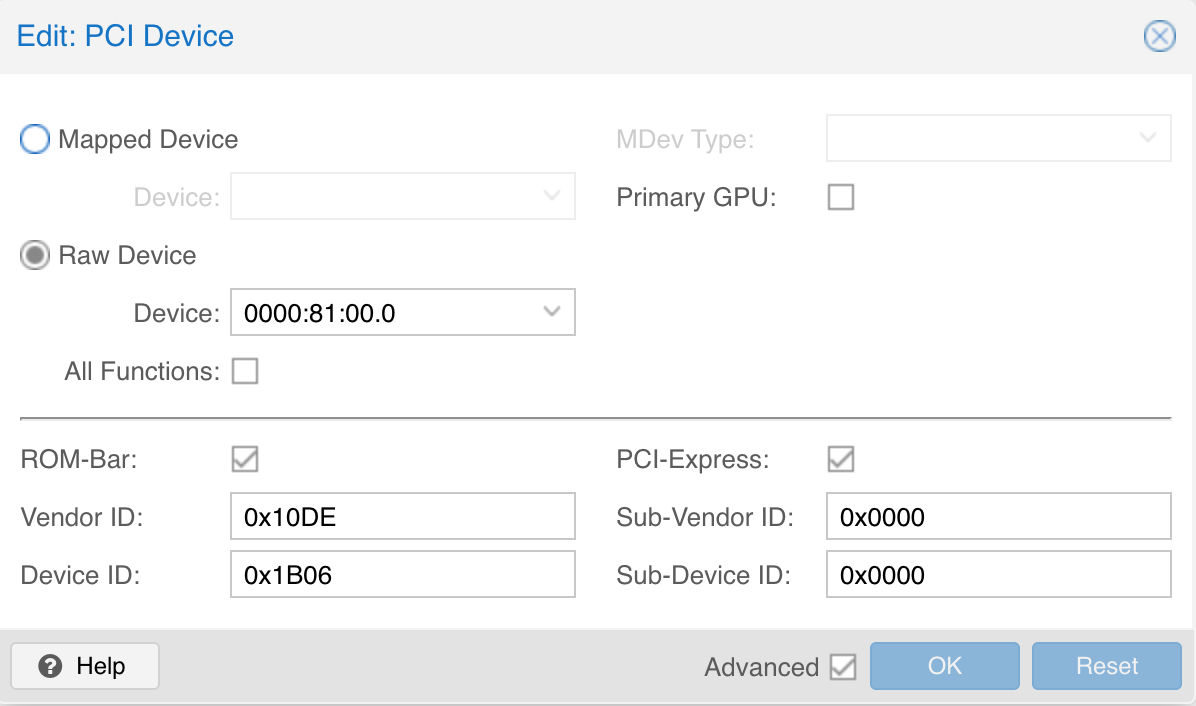 Edit: PCI Device
Mapped Device
MDev Type:
Device:
Primary GPU:
Raw Device
Device: 0000:81:00.0
All Functions:
ROM-Bar:
PCI-Express:
Vendor ID: 0x10DE
Sub-Vendor ID: 0x0000
Device ID: 0x1B06
Sub-Device ID: 0x0000
? Help
Advanced
OK
Reset